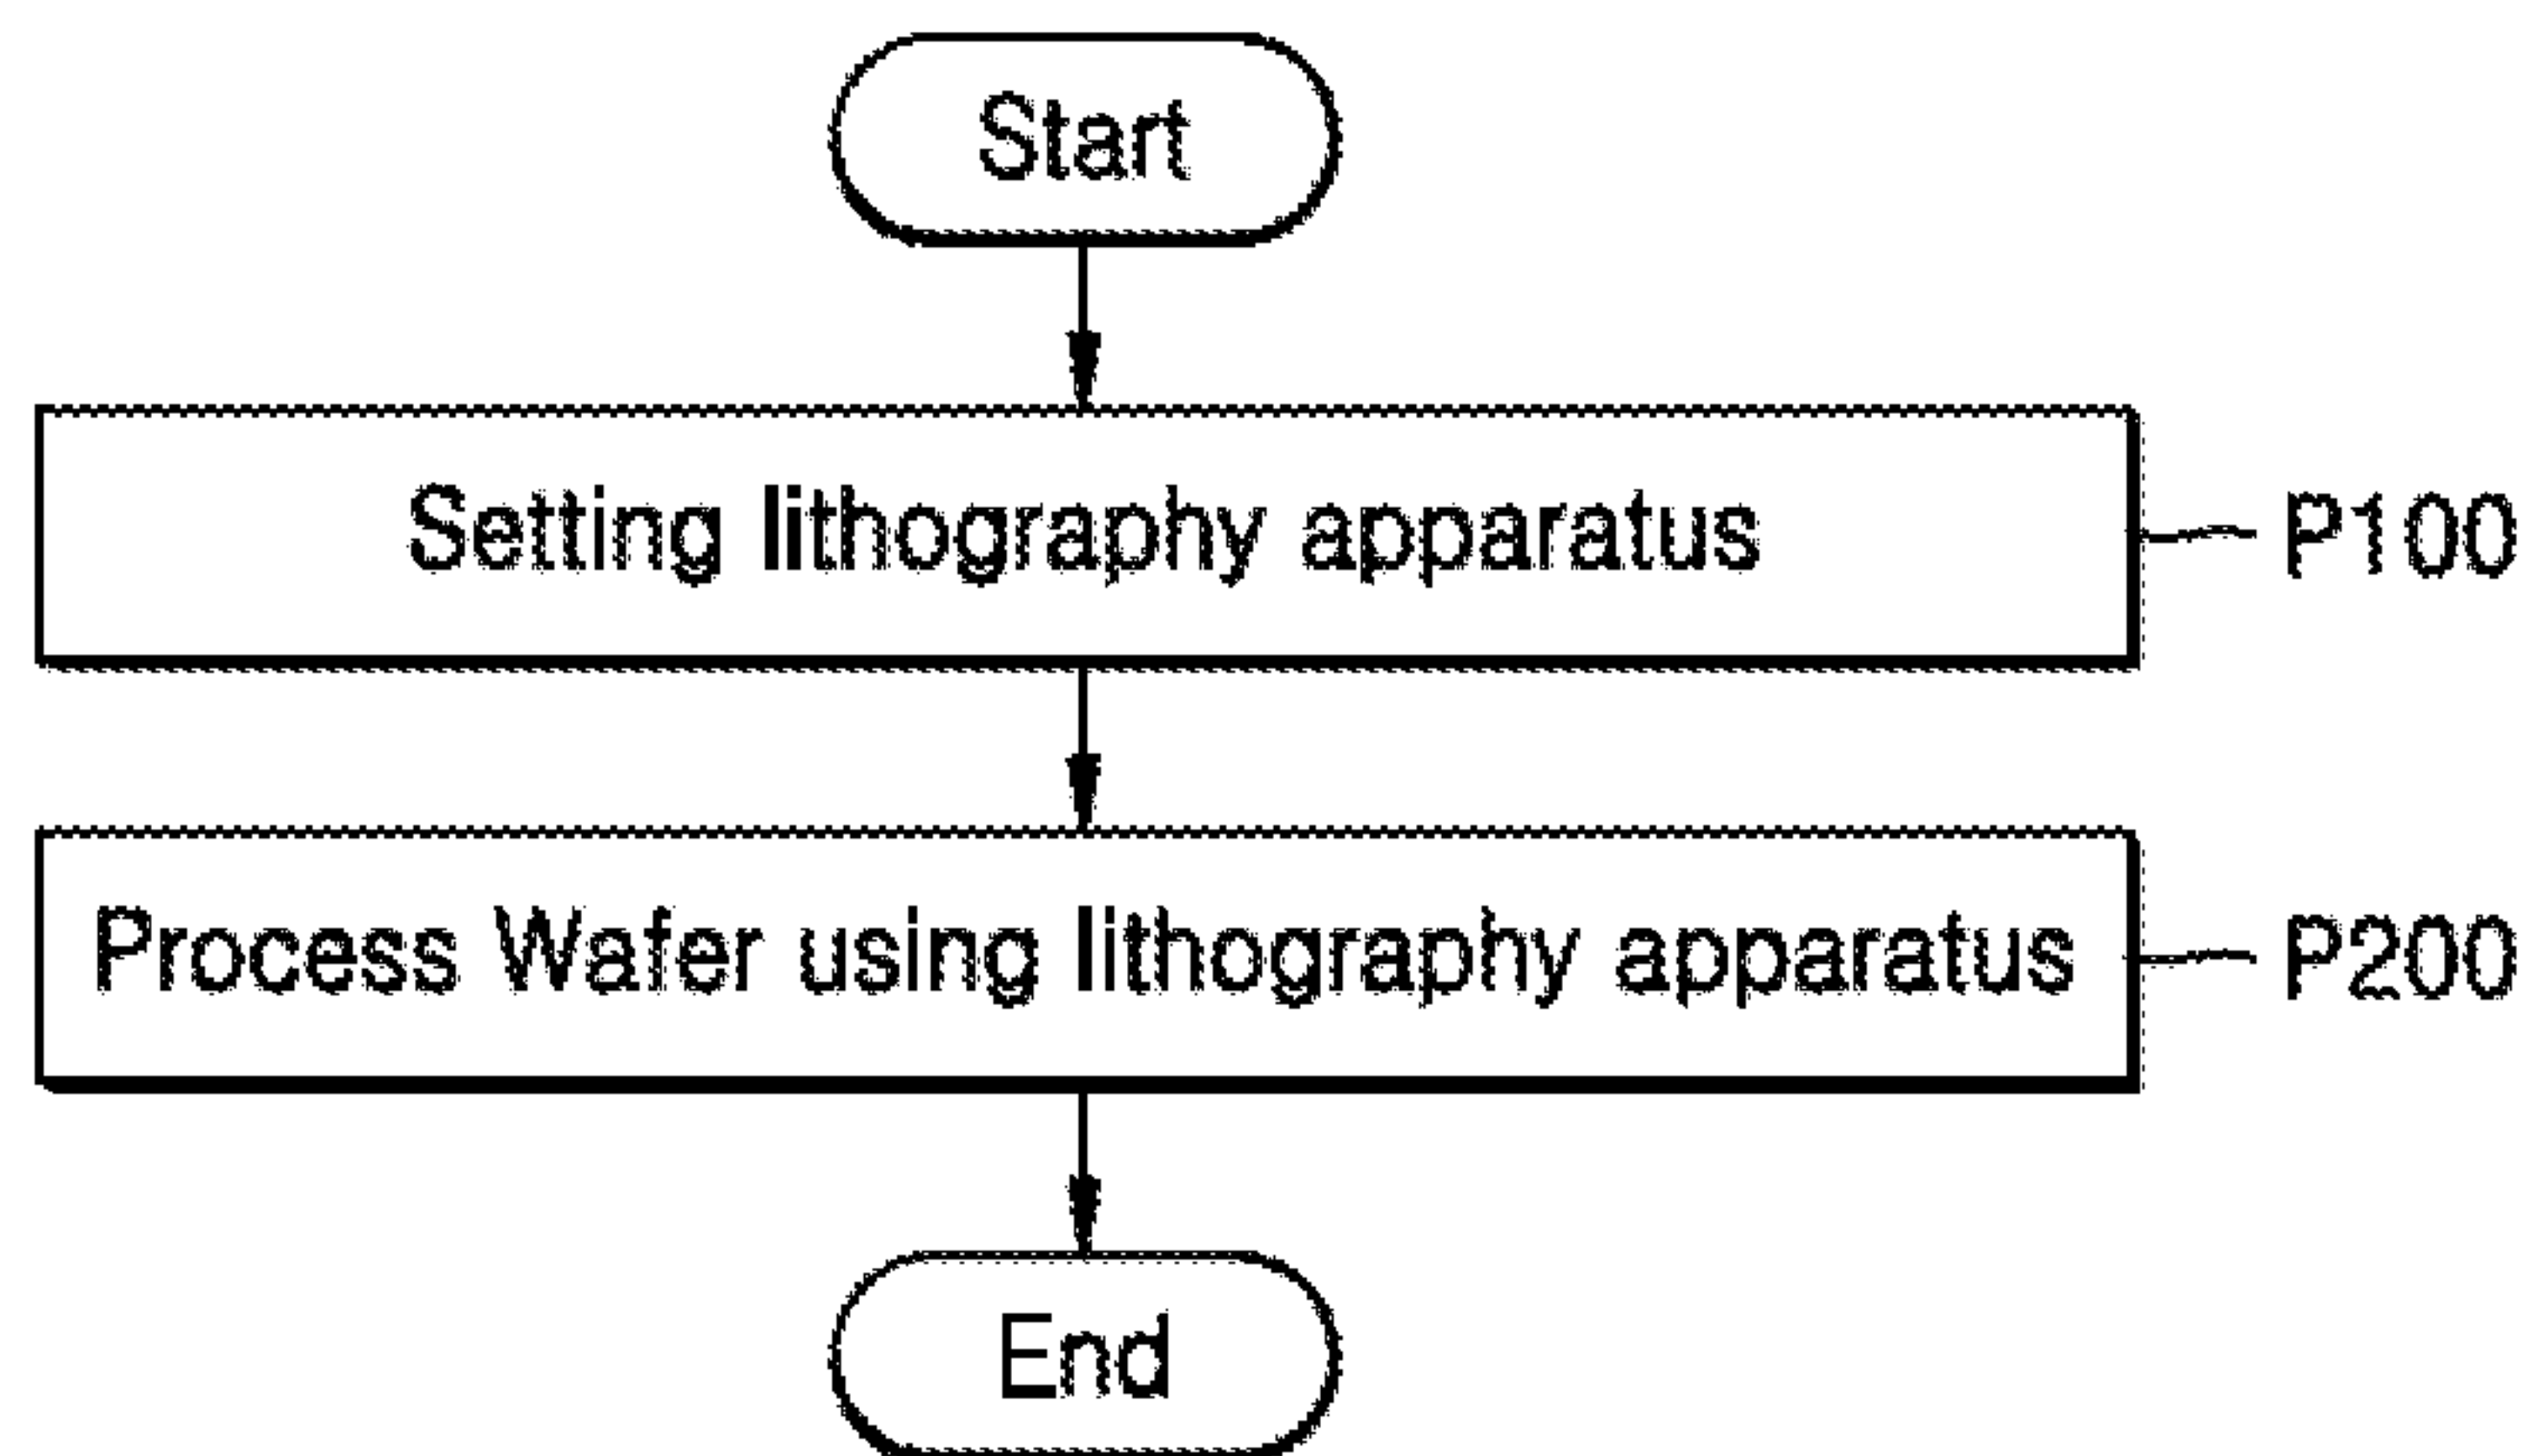 Start
Setting lithography apparatus
P100
Process Wafer using lithography apparatus
P200
End